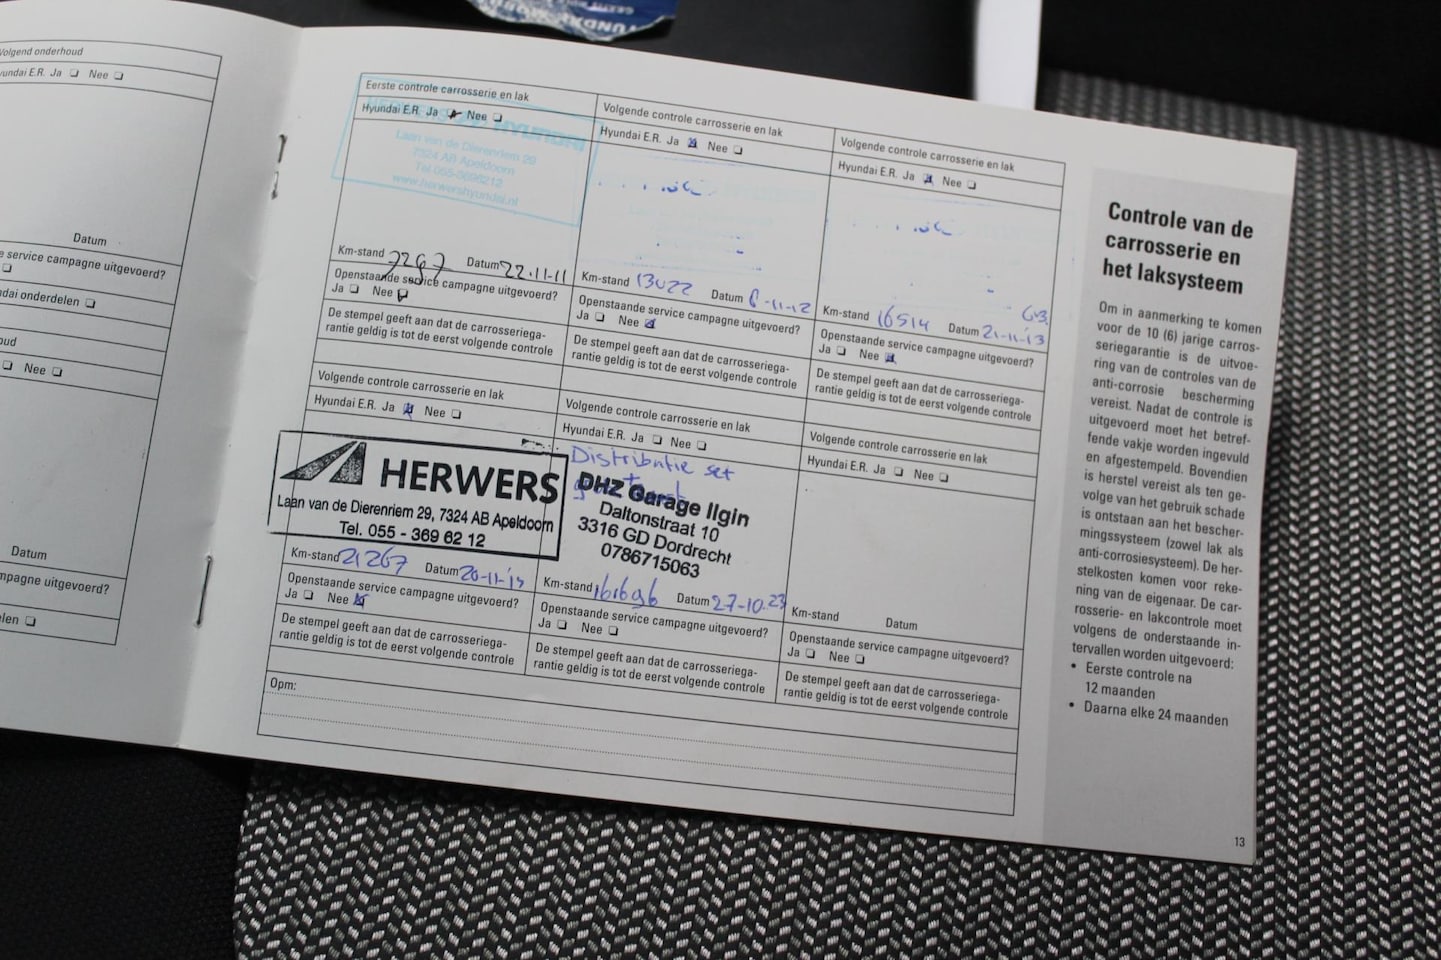 Volgend onderhoud
Hyundai E.R. Ja ❏ Nee ❏
Datum
service campagne uitgevoerd?
onderdelen ❏
❏ Nee ❏
Datum
❏
Eerste controle carrosserie en lak
Hyundai E.R. Ja ❏ Nee ❏
HYUNDAI
Laan van de Dierenriem 29
7324 AB Apeldoorn
Tel 055-3696212
www.herwershyundai.nl
Km-stand 7297 Datum 22-11-11
Openstaande service campagne uitgevoerd?
Ja ❏ Nee ❏
De stempel geeft aan dat de carrosseriega-
rantie geldig is tot de eerst volgende controle
Volgende controle carrosserie en lak
Hyundai E.R. Ja ❏ Nee ❏
Km-stand 13022 Datum 6-11-12
Openstaande service campagne uitgevoerd?
Ja ❏ Nee ❏
De stempel geeft aan dat de carrosseriega-
rantie geldig is tot de eerst volgende controle
Volgende controle carrosserie en lak
Hyundai E.R. Ja ❏ Nee ❏
Km-stand 16514 Datum 21-11-'13
Openstaande service campagne uitgevoerd?
Ja ❏ Nee ❏
De stempel geeft aan dat de carrosseriega-
rantie geldig is tot de eerst volgende controle
Volgende controle carrosserie en lak
Hyundai E.R. Ja ❏ Nee ❏
HERWERS
Laan van de Dierenriem 29, 7324 AB Apeldoorn
Tel. 055 - 369 62 12
Km-stand 21267 Datum
Openstaande service campagne uitgevoerd?
Ja ❏ Nee ❏
De stempel geeft aan dat de carrosseriega-
rantie geldig is tot de eerst volgende controle
Volgende controle carrosserie en lak
Hyundai E.R. Ja ❏ Nee ❏
Distributie set
DHZ Garage Ilgin
Daltonstraat 10
3316 GD Dordrecht
0786715063
Km-stand 161696 Datum 27-10-23
Openstaande service campagne uitgevoerd?
Ja ❏ Nee ❏
De stempel geeft aan dat de carrosseriega-
rantie geldig is tot de eerst volgende controle
Volgende controle carrosserie en lak
Hyundai E.R. Ja ❏ Nee ❏
Km-stand Datum
Openstaande service campagne uitgevoerd?
Ja ❏ Nee ❏
De stempel geeft aan dat de carrosseriega-
rantie geldig is tot de eerst volgende controle
Opm:
Controle van de
carrosserie en
het laksysteem
Om in aanmerking te komen
voor de 10 (6) jarige carros-
seriegarantie is de uitvoe-
ring van de controles van de
anti-corrosie bescherming
vereist. Nadat de controle is
uitgevoerd moet het betref-
fende vakje worden ingevuld
en afgestempeld. Bovendien
is herstel vereist als ten ge-
volge van het gebruik schade
is ontstaan aan het bescher-
mingssysteem (zowel lak als
anti-corrosiesysteem). De her-
stelkosten komen voor reke-
ning van de eigenaar. De car-
rosserie- en lakcontrole moet
volgens de onderstaande in-
tervallen worden uitgevoerd:
• Eerste controle na
12 maanden
• Daarna elke 24 maanden
13